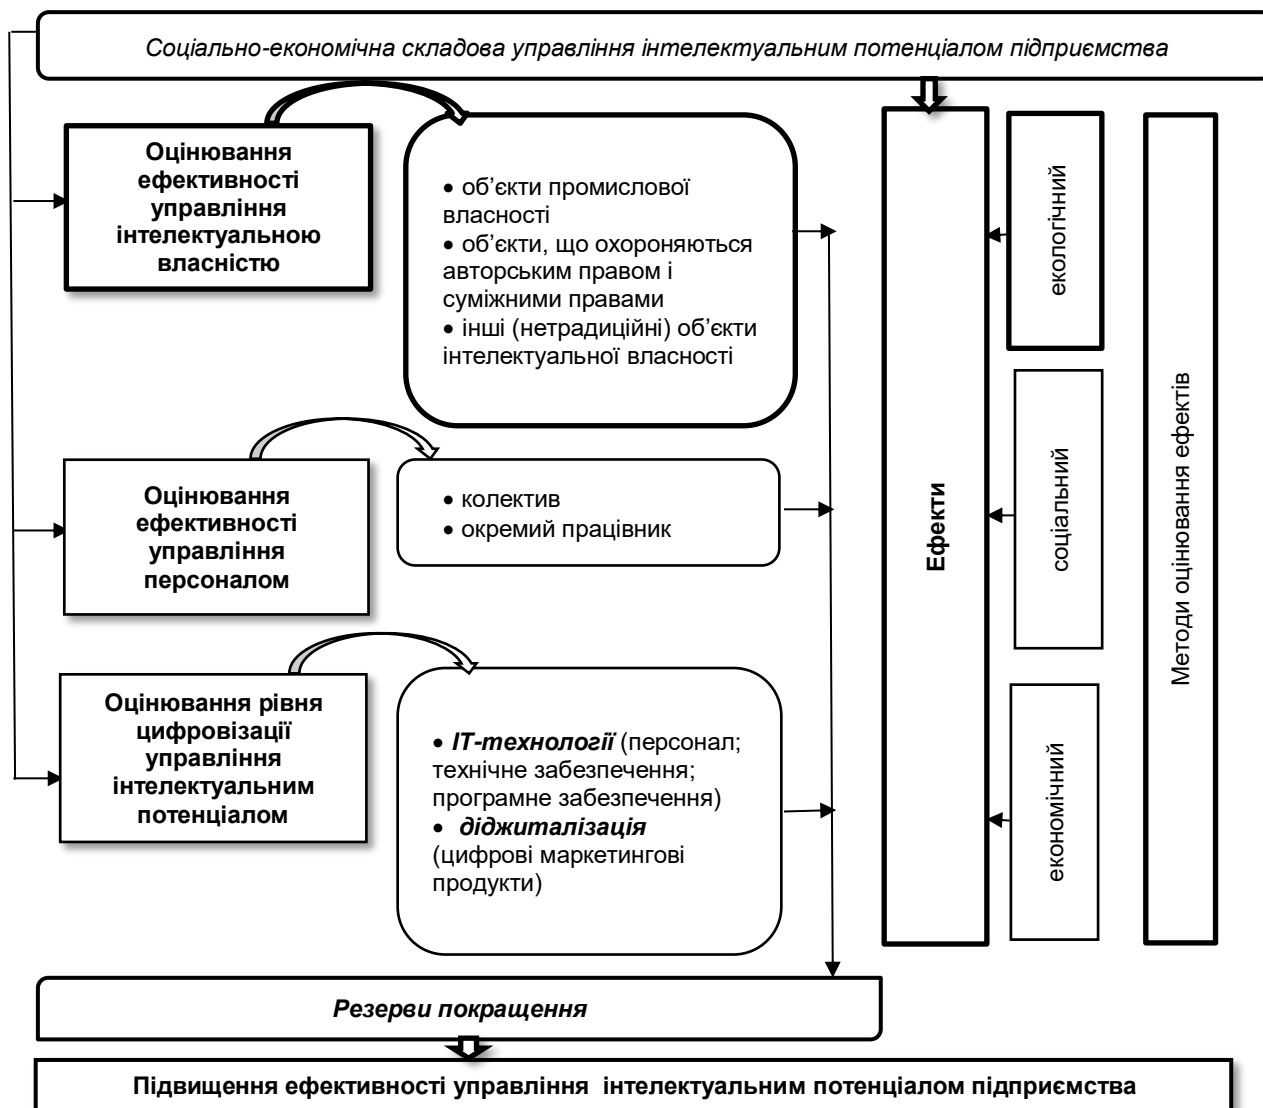 Соціально-економічна складова управління інтелектуальним потенціалом підприємства
Оцінювання
ефективності
управління
інтелектуальною
власністю
• об’єкти промислової
власності
• об’єкти, що охороняються
авторським правом і
суміжними правами
• інші (нетрадиційні) об’єкти
інтелектуальної власності
Оцінювання
ефективності
управління
персоналом
• колектив
• окремий працівник
Оцінювання рівня
цифровізації
управління
інтелектуальним
потенціалом
• ІТ-технології (персонал;
технічне забезпечення;
програмне забезпечення)
• діджиталізація
(цифрові маркетингові
продукти)
Ефекти
екологічний
соціальний
економічний
Методи оцінювання ефектів
Резерви покращення
Підвищення ефективності управління інтелектуальним потенціалом підприємства